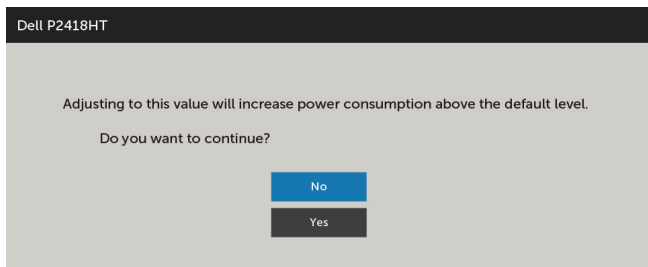 Dell P2418HT
Adjusting to this value will increase power consumption above the default level.
Do you want to continue?
No
Yes